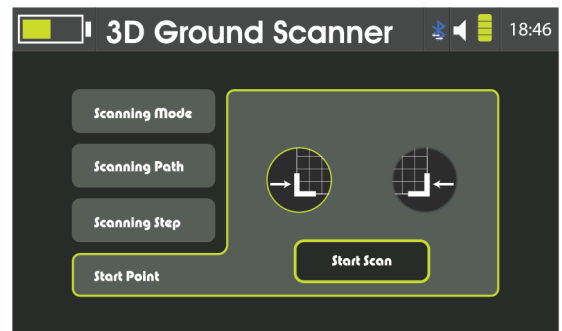 3D Ground Scanner 18:46
Scanning Mode
Scanning Path
Scanning Step
Start Point
Start Scan